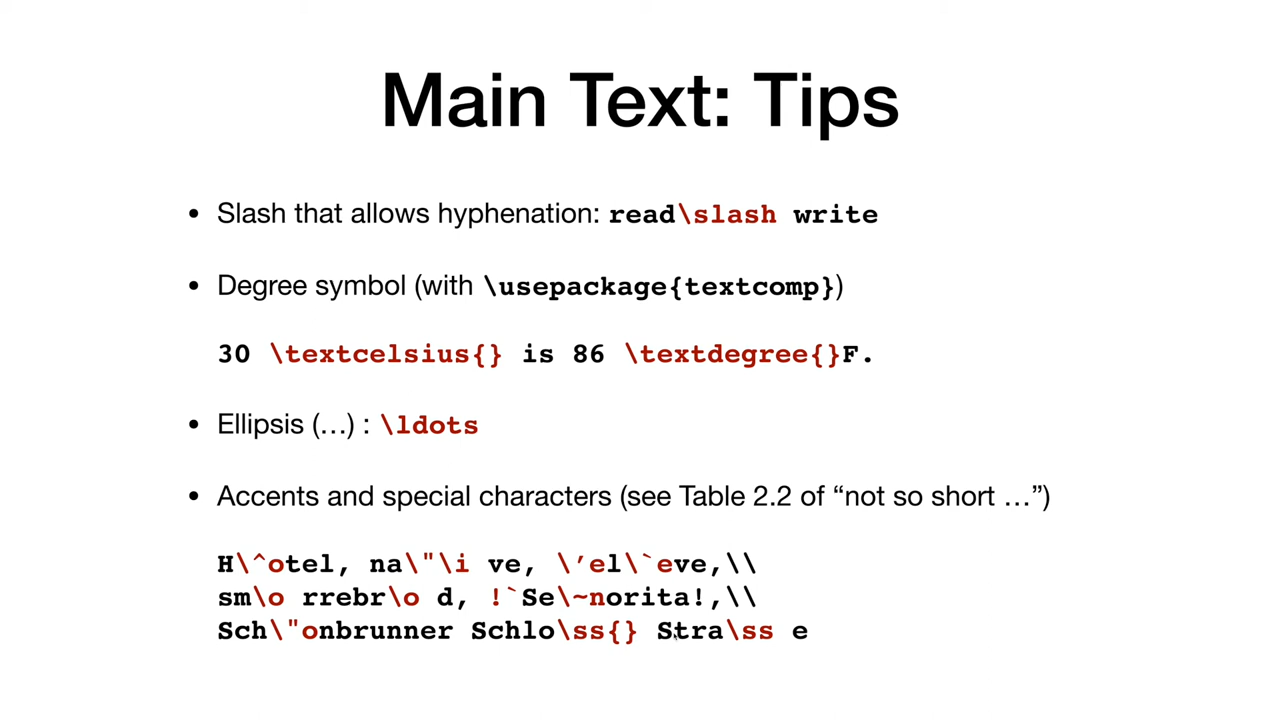 Main Text: Tips
• Slash that allows hyphenation: read\slash write
• Degree symbol (with \usepackage{textcomp})
30 \textcelsius{} is 86 \textdegree{}F.
• Ellipsis (…) : \ldots
• Accents and special characters (see Table 2.2 of “not so short …”)
H\^otel, na\"\i ve, \’el\`eve,\\
sm\o rrebr\o d, !`Se\~norita!,\\
Sch\"onbrunner Schlo\ss{} Stra\ss e